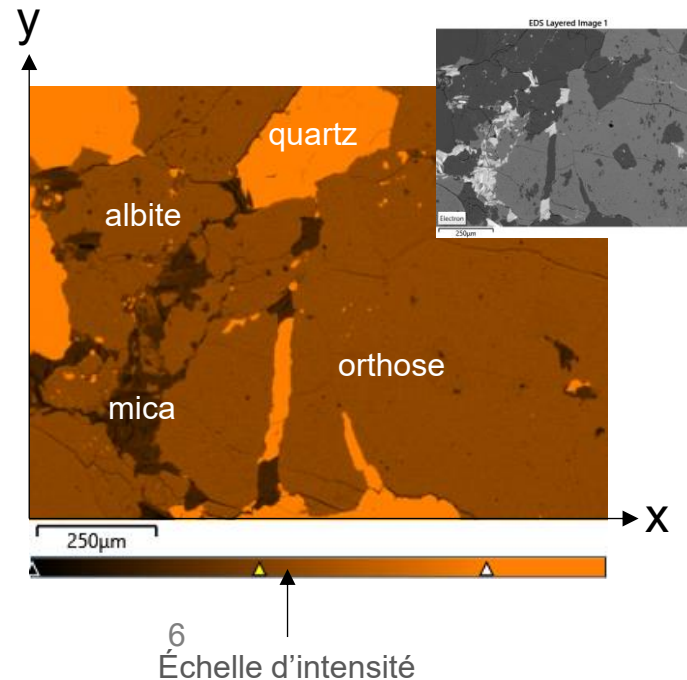 y
EDS Layered Image 1
quartz
albite
Electron
250µm
orthose
mica
x
250µm
6
Échelle d’intensité